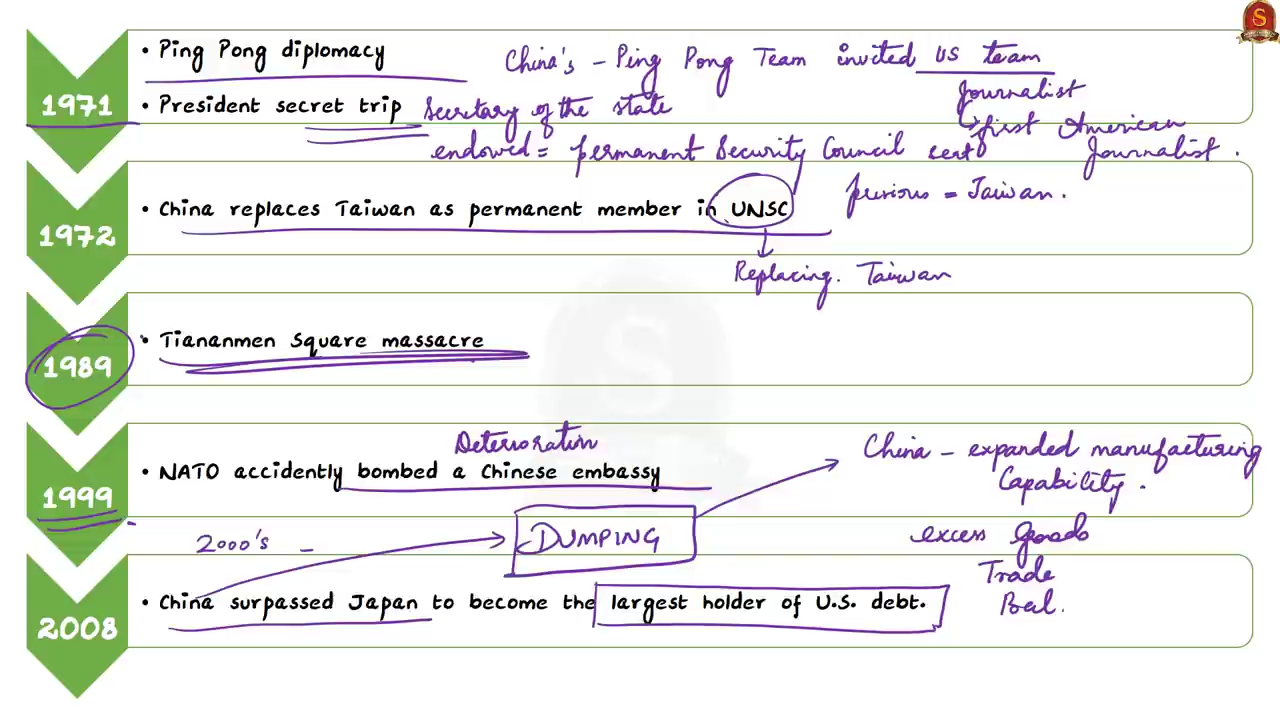 • Ping Pong diplomacy
China's - Ping Pong Team invited US team
Journalist
1971
• President secret trip
Secretary of the state
first American
Journalist.
endowed = permanent Security Council seat
1972
• China replaces Taiwan as permanent member in UNSC
previous = Taiwan.
Replacing. Taiwan
1989
• Tiananmen Square massacre
Deterioration
1999
• NATO accidently bombed a Chinese embassy
China - expanded manufacturing
Capability.
2000's -
DUMPING
excess goods
Trade
Bal.
2008
• China surpassed Japan to become the largest holder of U.S. debt.
S
S